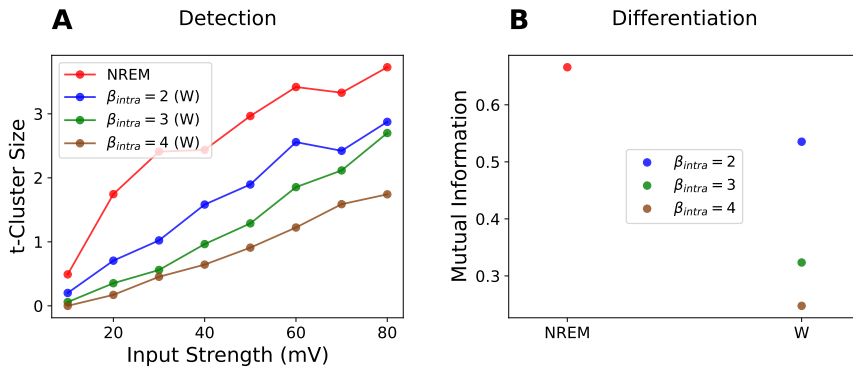 A
Detection
t-Cluster Size
3
2
1
0
NREM
β_intra = 2 (W)
β_intra = 3 (W)
β_intra = 4 (W)
20
40
60
80
Input Strength (mV)
B
Differentiation
Mutual Information
0.6
0.5
0.4
0.3
β_intra = 2
β_intra = 3
β_intra = 4
NREM
W